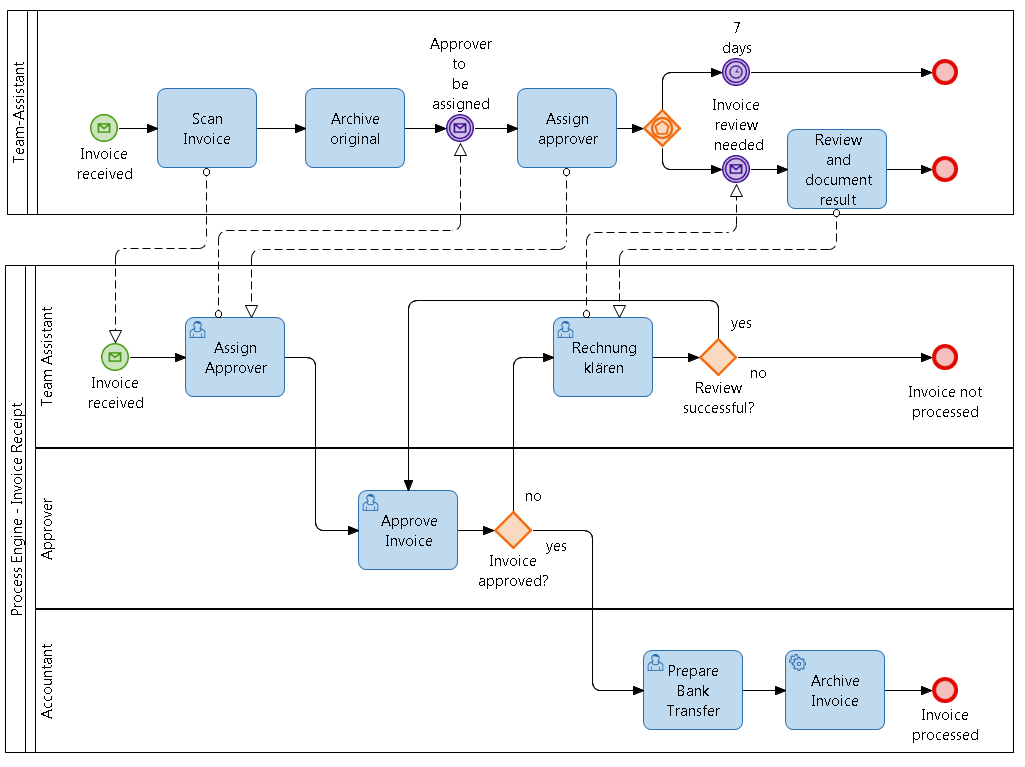 Team-Assistant
Invoice
received
Scan
Invoice
Archive
original
Approver
to
be
assigned
Assign
approver
7
days
Invoice
review
needed
Review
and
document
result
Process Engine - Invoice Receipt
Team Assistant
Invoice
received
Assign
Approver
Rechnung
klären
yes
no
Review
successful?
Invoice not
processed
Approver
Approve
Invoice
no
yes
Invoice
approved?
Accountant
Prepare
Bank
Transfer
Archive
Invoice
Invoice
processed